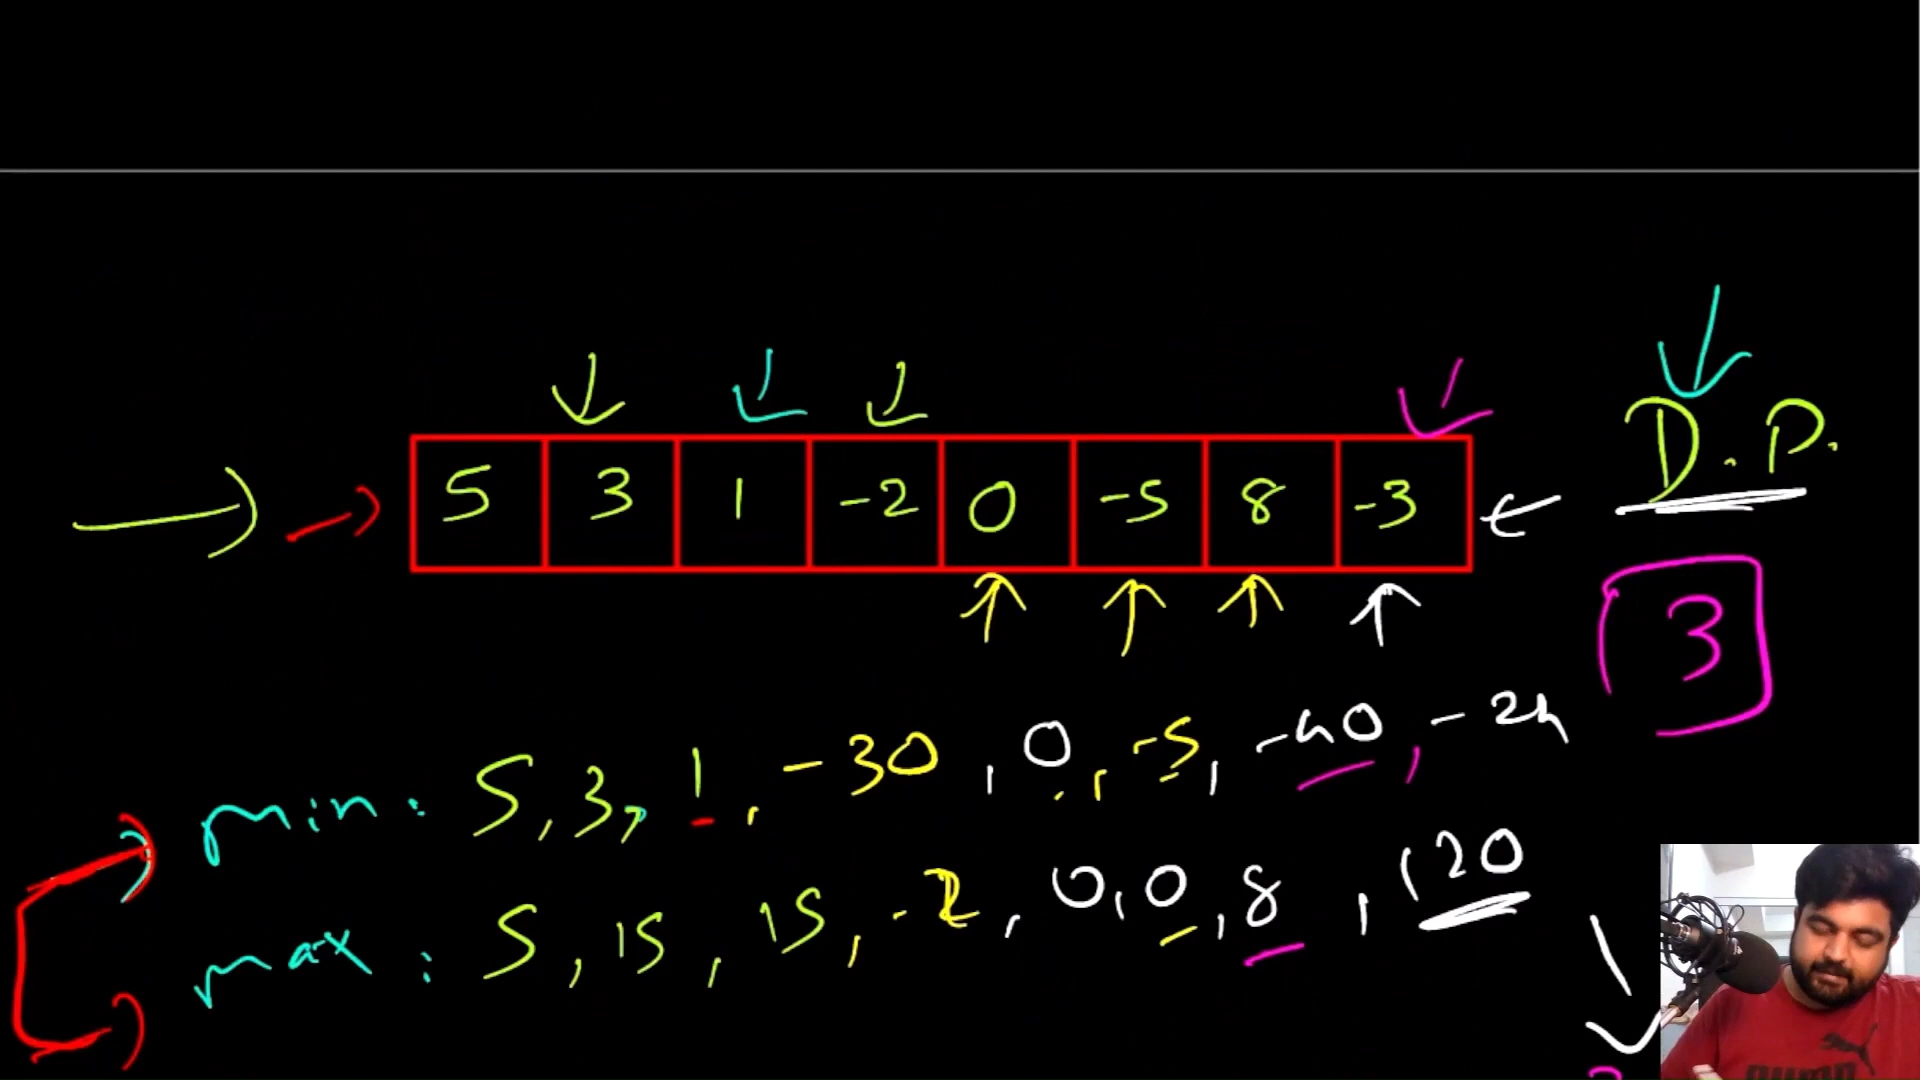 D.P.
5 3 1 -2 0 -5 8 -3
3
min: 5, 3, 1, -30, 0, -5, -40, -24
max: 5, 15, 15, -2, 0, 0, 8, 120